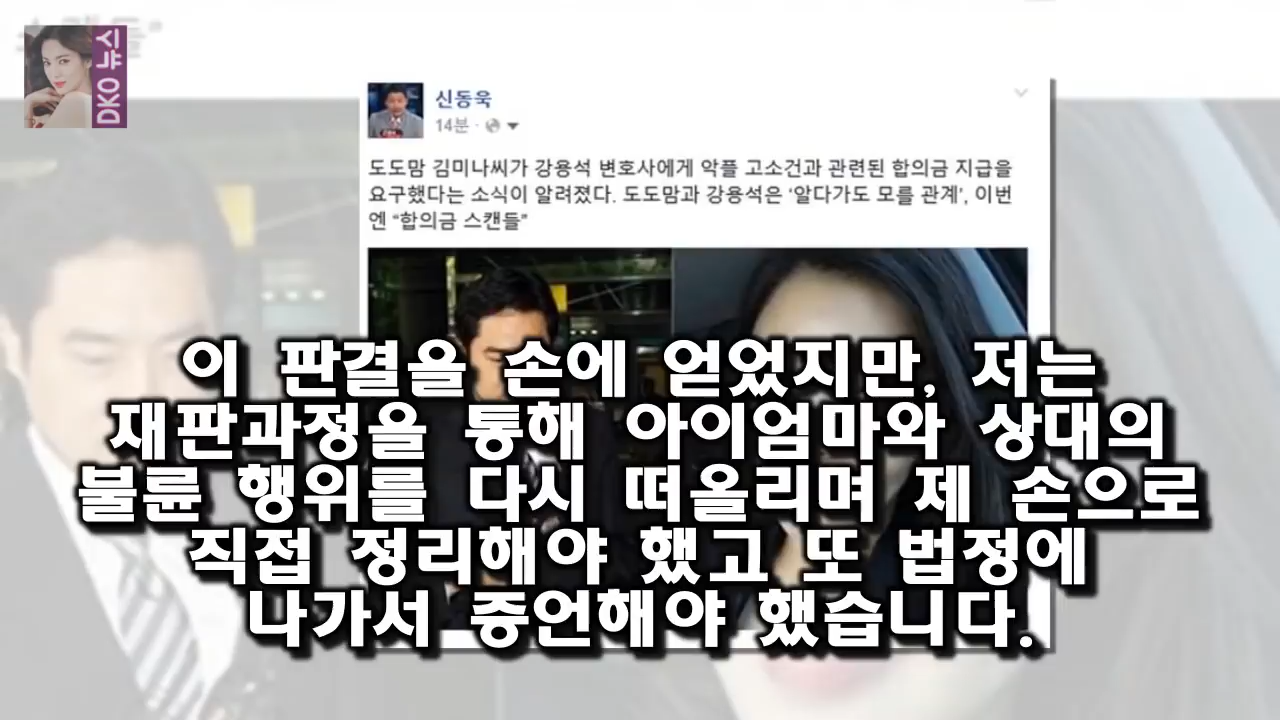 DKO 뉴스
신동욱
14분
도도맘 김미나씨가 강용석 변호사에게 악플 고소건과 관련된 합의금 지급을
요구했다는 소식이 알려졌다. 도도맘과 강용석은 ‘알다가도 모를 관계’, 이번
엔 “합의금 스캔들”
이 판결을 손에 얻었지만, 저는
재판과정을 통해 아이엄마와 상대의
불륜 행위를 다시 떠올리며 제 손으로
직접 정리해야 했고 또 법정에
나가서 증언해야 했습니다.